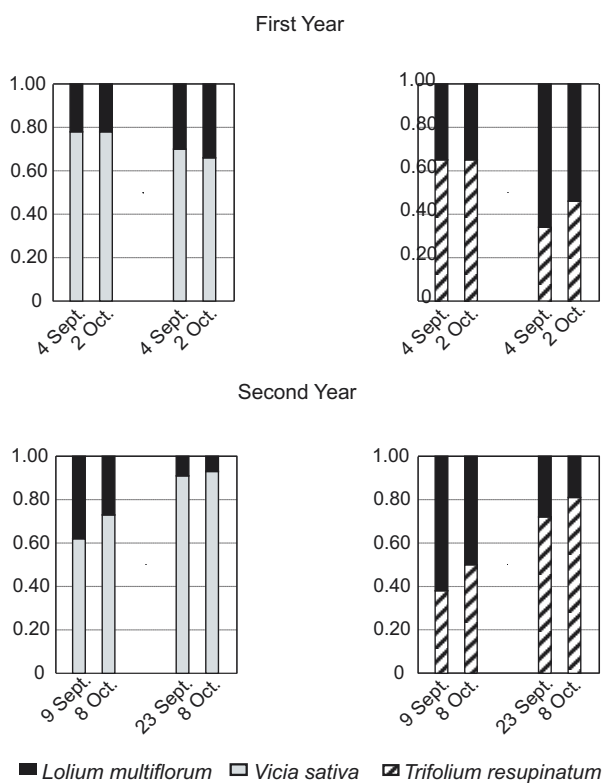 First Year
1.00
0.80
0.60
0.40
0.20
0
4 Sept.
2 Oct.
4 Sept.
2 Oct.
1.00
0.80
0.60
0.40
0.20
0
4 Sept.
2 Oct.
4 Sept.
2 Oct.
Second Year
1.00
0.80
0.60
0.40
0.20
0
9 Sept.
8 Oct.
23 Sept.
8 Oct.
1.00
0.80
0.60
0.40
0.20
0
9 Sept.
8 Oct.
23 Sept.
8 Oct.
Lolium multiflorum Vicia sativa Trifolium resupinatum